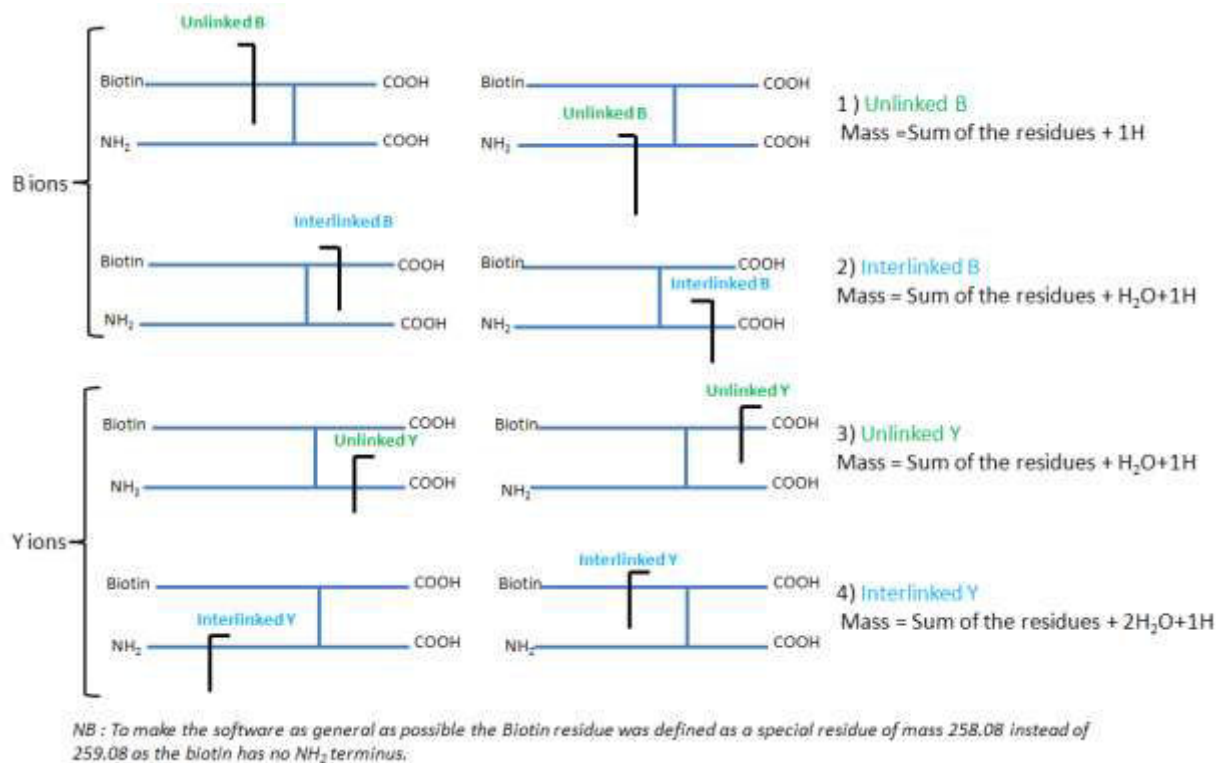 Unlinked B
Biotin COOH
NH₂ COOH
Biotin COOH
Unlinked B
NH₂ COOH
1 ) Unlinked B
Mass =Sum of the residues + 1H
B ions
Interlinked B
Biotin COOH
NH₂ COOH
Biotin COOH
Interlinked B
NH₂ COOH
2) Interlinked B
Mass = Sum of the residues + H₂O+1H
Biotin COOH
Unlinked Y
NH₂ COOH
Unlinked Y
Biotin COOH
NH₂ COOH
3) Unlinked Y
Mass = Sum of the residues + H₂O+1H
Y ions
Biotin COOH
Interlinked Y
NH₂ COOH
Interlinked Y
Biotin COOH
NH₂ COOH
4) Interlinked Y
Mass = Sum of the residues + 2H₂O+1H
NB : To make the software as general as possible the Biotin residue was defined as a special residue of mass 258.08 instead of
259.08 as the biotin has no NH₂ terminus.